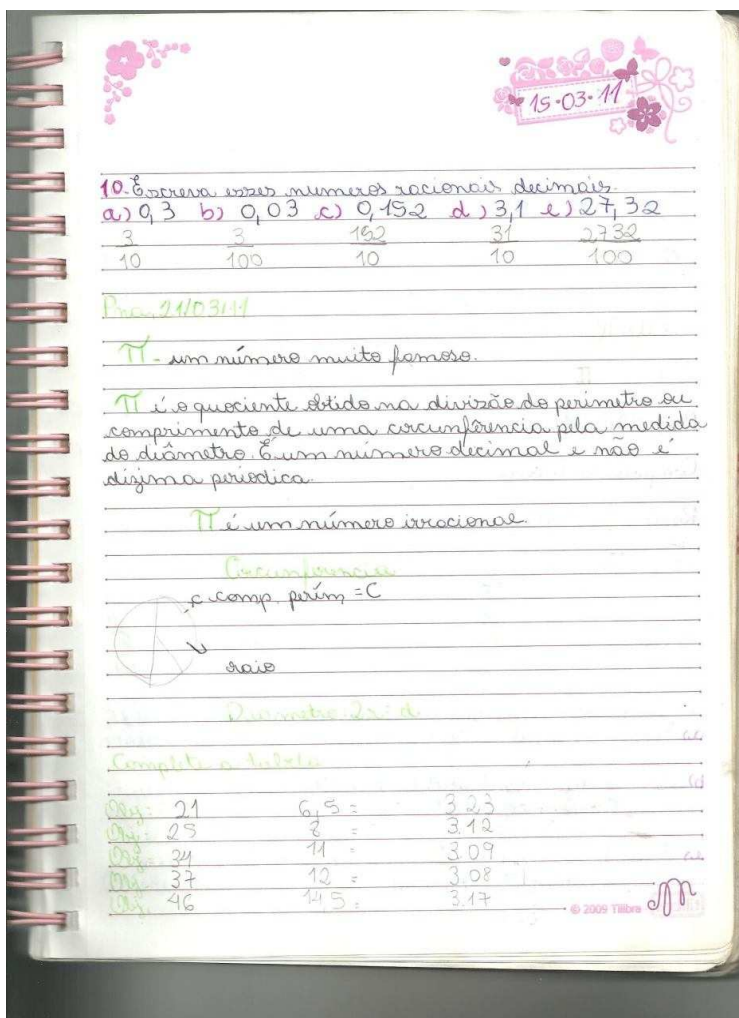 15·03·11
10. Escreva esses números racionais decimais.
a) 0,3 b) 0,03 c) 0,152 d) 3,1 e) 27,32
3 3 152 31 2732
10 100 10 10 100
Pra, 21/03/11
π - um número muito famoso.
π é o quociente obtido na divisão do perimetro ou
comprimento de uma circunferência pela medida
do diâmetro. É um número decimal e não é
dizima periódica.
π é um número irracional.
Circunferencia
c. comp. perím = C
raio
Diametro 2r = d
Complete a tabela
Obj: 21 6,5 = 3.23
Obj: 25 8 = 3.12
Obj: 34 11 = 3.09
Obj: 37 12 = 3.08
Obj. 46 14,5 = 3.17
© 2009 Tilibra